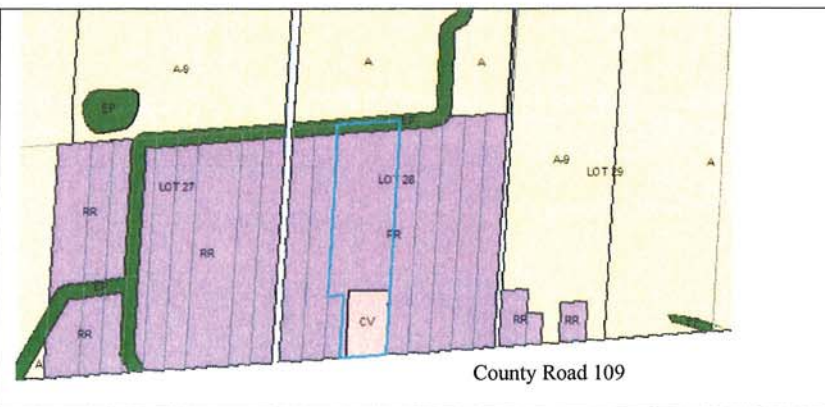 A-9
A
A
EP
EP
LOT 27
LOT 28
A-9
LOT 29
A
RR
RR
RR
EP
CV
RR
RR
RR
A
County Road 109